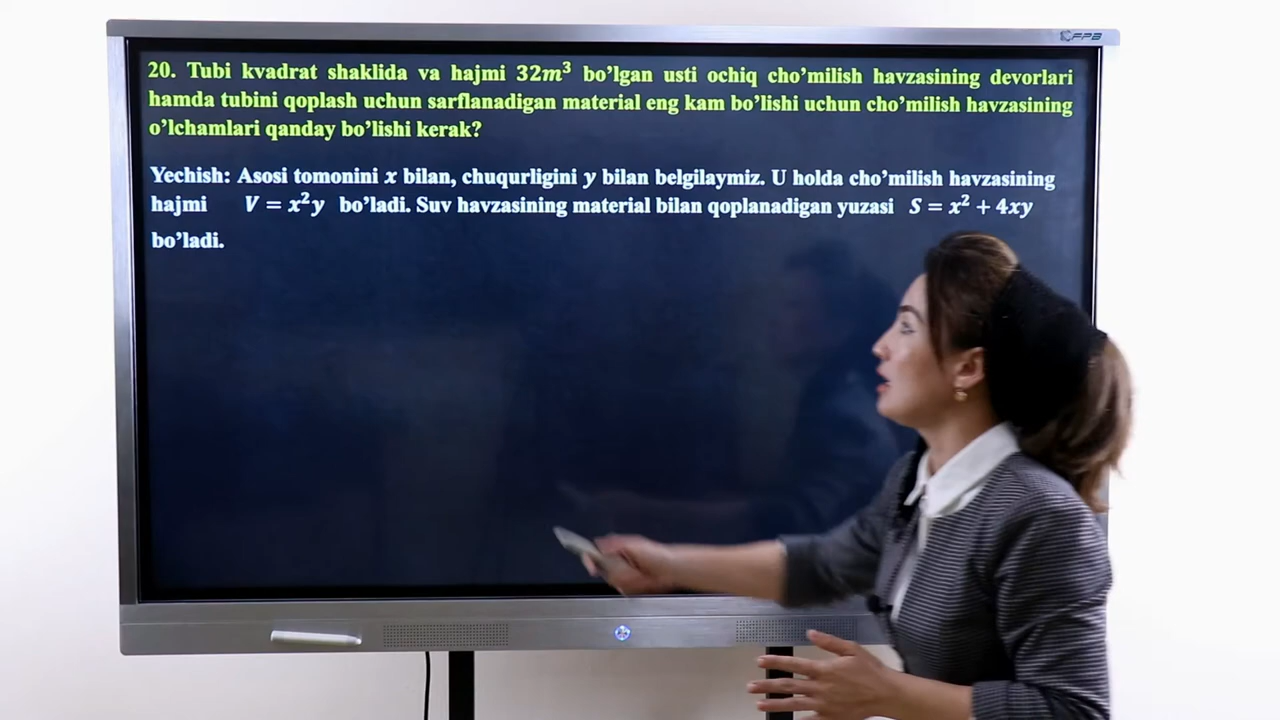 FPB
20. Tubi kvadrat shaklida va hajmi 32m³ bo’lgan usti ochiq cho’milish havzasining devorlari
hamda tubini qoplash uchun sarflanadigan material eng kam bo’lishi uchun cho’milish havzasining
o’lchamlari qanday bo’lishi kerak?
Yechish: Asosi tomonini x bilan, chuqurligini y bilan belgilaymiz. U holda cho’milish havzasining
hajmi V = x²y bo’ladi. Suv havzasining material bilan qoplanadigan yuzasi S = x² + 4xy
bo’ladi.